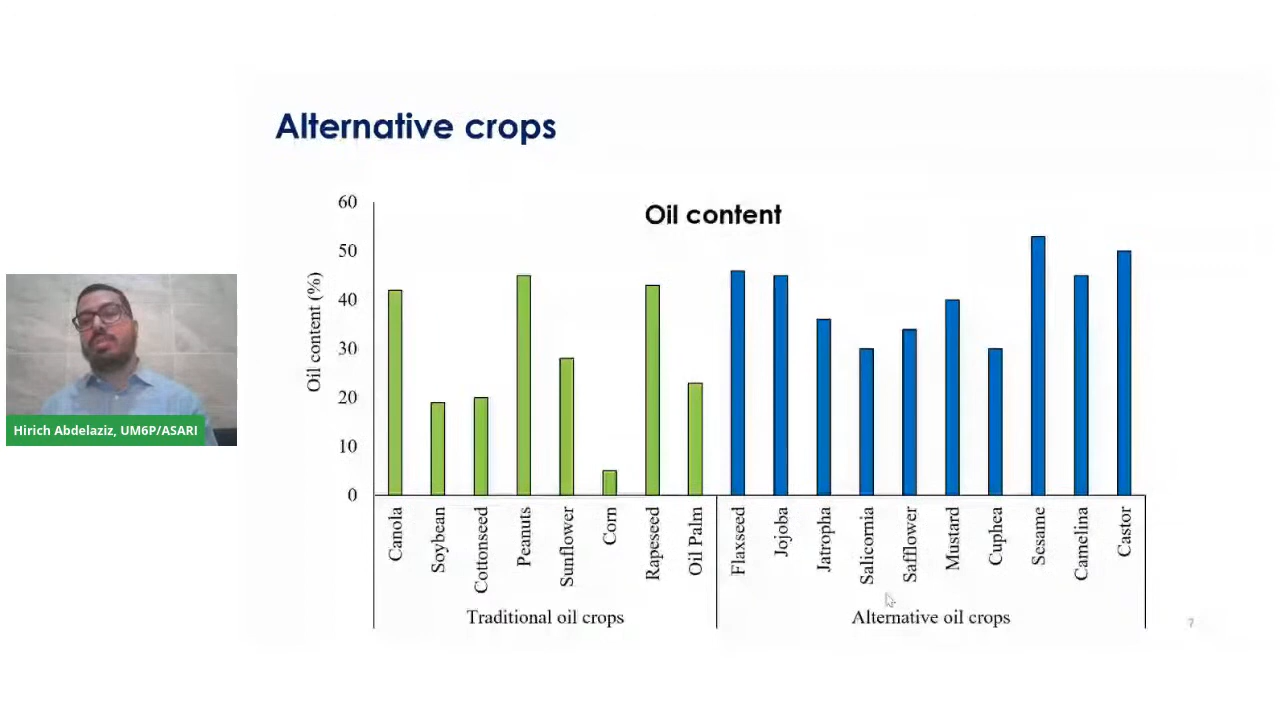 Alternative crops
Oil content
Oil content (%)
60
50
40
30
20
10
0
Canola
Soybean
Cottonseed
Peanuts
Sunflower
Corn
Rapeseed
Oil Palm
Flaxseed
Jojoba
Jatropha
Salicornia
Safflower
Mustard
Cuphea
Sesame
Camelina
Castor
Traditional oil crops
Alternative oil crops
7
Hirich Abdelaziz, UM6P/ASARI